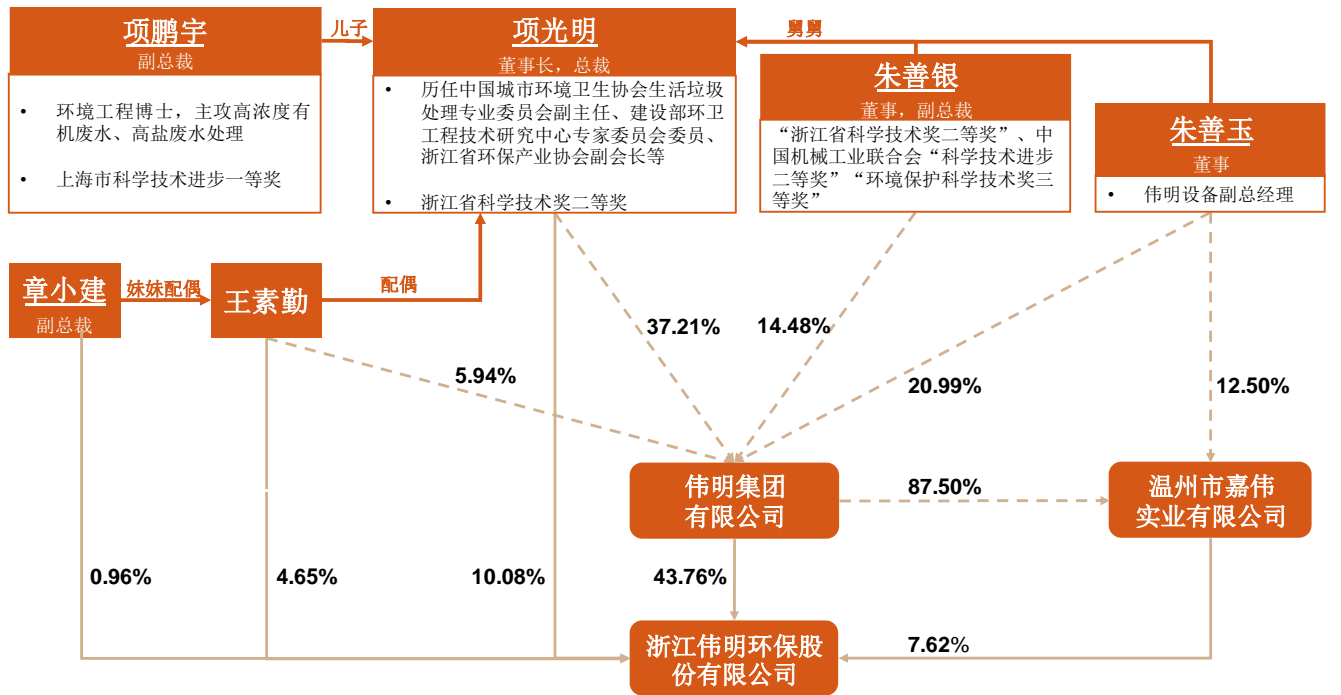 项鹏宇
副总裁
• 环境工程博士，主攻高浓度有
机废水、高盐废水处理
• 上海市科学技术进步一等奖
儿子
项光明
董事长，总裁
• 历任中国城市环境卫生协会生活垃圾
处理专业委员会副主任、建设部环卫
工程技术研究中心专家委员会委员、
浙江省环保产业协会副会长等
• 浙江省科学技术奖二等奖
舅舅
朱善银
董事，副总裁
“浙江省科学技术奖二等奖”、中
国机械工业联合会“科学技术进步
二等奖”“环境保护科学技术奖三
等奖”
朱善玉
董事
• 伟明设备副总经理
章小建
副总裁
妹妹配偶
王素勤
配偶
37.21%
14.48%
5.94%
20.99%
12.50%
伟明集团
有限公司
87.50%
温州市嘉伟
实业有限公司
0.96%
4.65%
10.08%
43.76%
7.62%
浙江伟明环保股
份有限公司